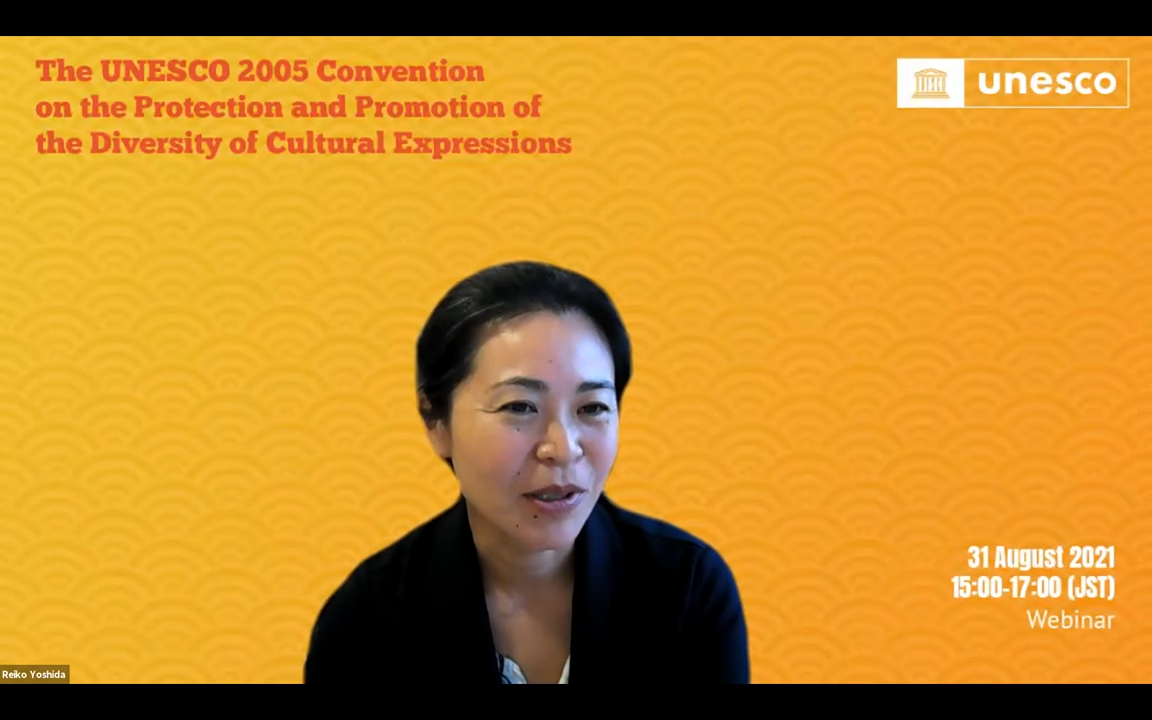 The UNESCO 2005 Convention
on the Protection and Promotion of
the Diversity of Cultural Expressions
unesco
31 August 2021
15:00-17:00 (JST)
Webinar
Reiko Yoshida